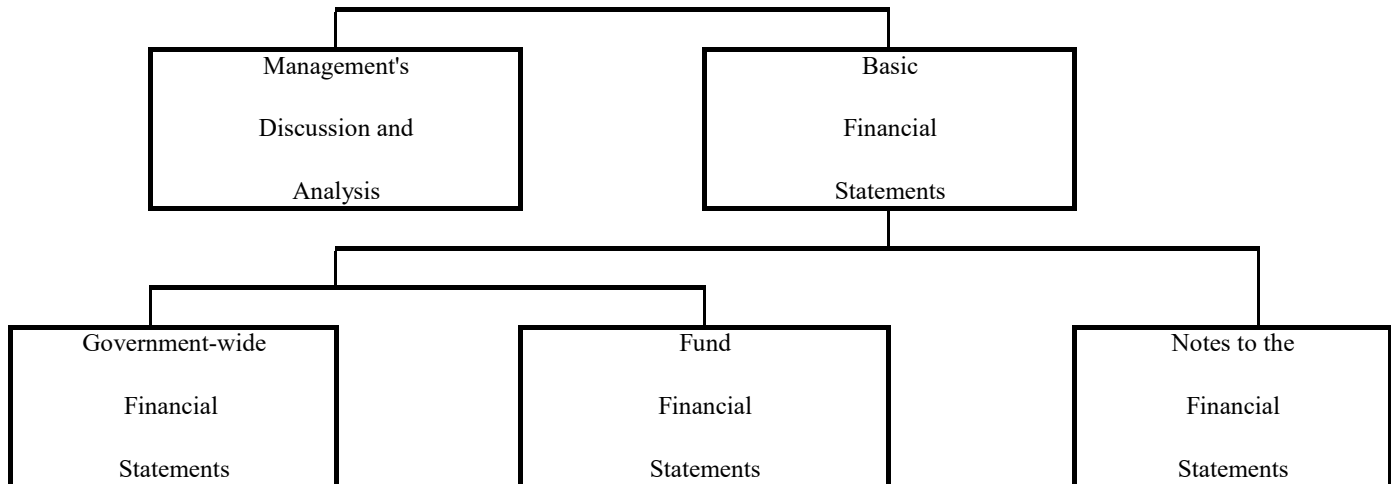 Management's
Discussion and
Analysis
Basic
Financial
Statements
Government-wide
Financial
Statements
Fund
Financial
Statements
Notes to the
Financial
Statements